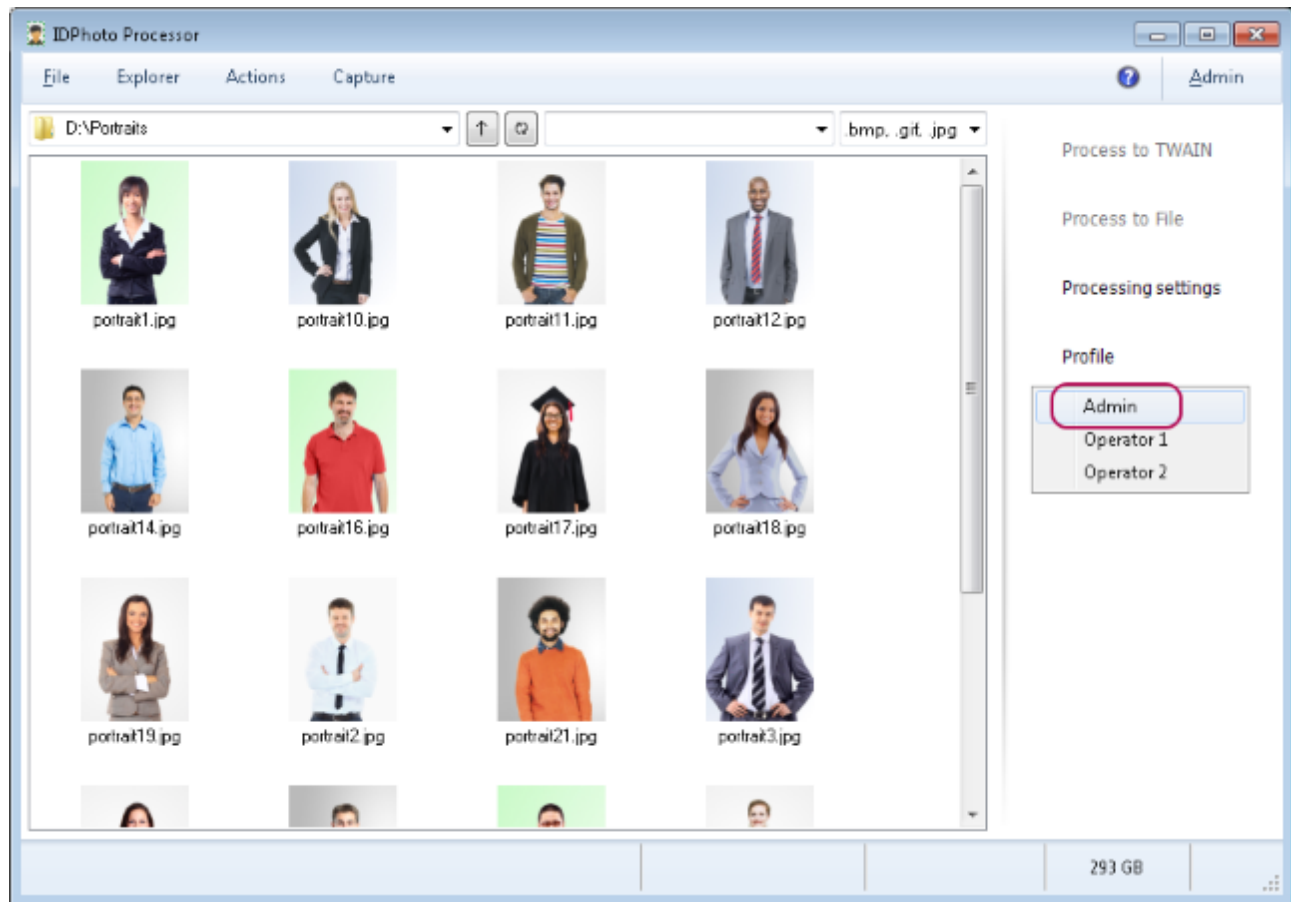 IDPhoto Processor
File Explorer Actions Capture Admin
D:\Portraits .bmp, .gif, .jpg
Process to TWAIN
Process to File
Processing settings
Profile
Admin
Operator 1
Operator 2
portrait1.jpg portrait10.jpg portrait11.jpg portrait12.jpg
portrait14.jpg portrait16.jpg portrait17.jpg portrait18.jpg
portrait19.jpg portrait2.jpg portrait21.jpg portrait3.jpg
293 GB